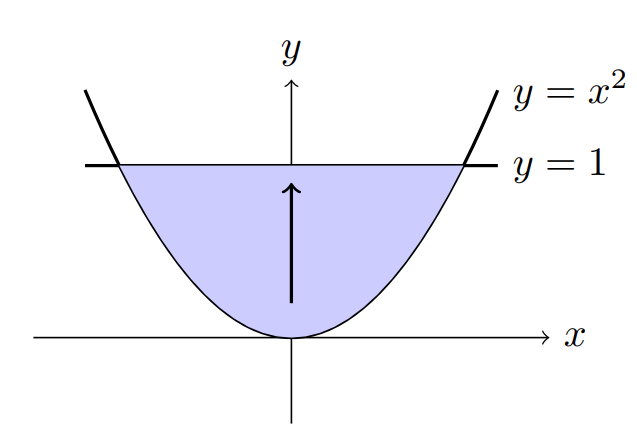 y
y = x²
y = 1
x